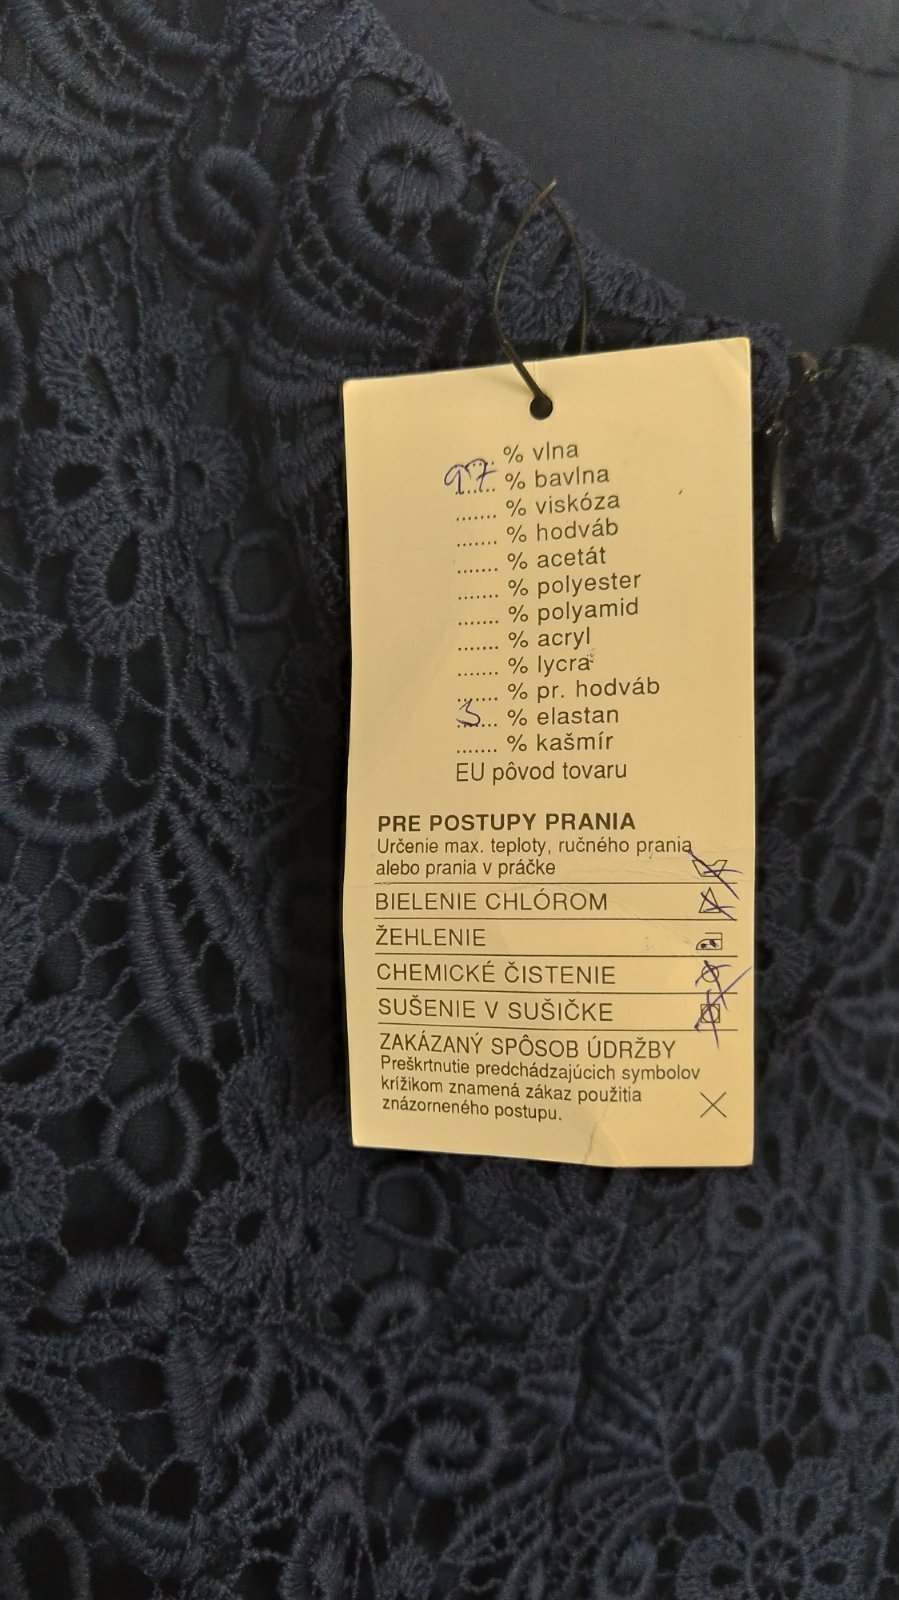 ....... % vlna
97 % bavlna
....... % viskóza
....... % hodváb
....... % acetát
....... % polyester
....... % polyamid
....... % acryl
....... % lycra
....... % pr. hodváb
3 % elastan
....... % kašmír
EU pôvod tovaru
PRE POSTUPY PRANIA
Určenie max. teploty, ručného prania
alebo prania v práčke
BIELENIE CHLÓROM
ŽEHLENIE
CHEMICKÉ ČISTENIE
SUŠENIE V SUŠIČKE
ZAKÁZANÝ SPÔSOB ÚDRŽBY
Preškrtnutie predchádzajúcich symbolov
krížikom znamená zákaz použitia
znázorneného postupu.